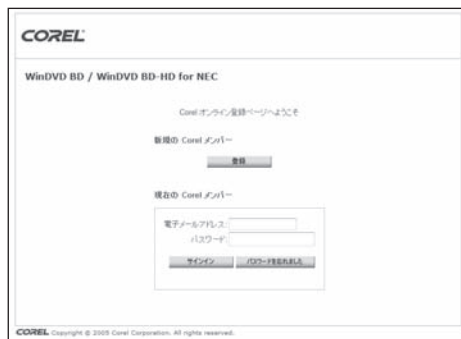 COREL
WinDVD BD / WinDVD BD-HD for NEC
Corel オンライン登録ページへようこそ
新規の Corel メンバー
登録
現在の Corel メンバー
電子メールアドレス:
パスワード:
サインイン パスワードを忘れました
COREL Copyright © 2005 Corel Corporation. All rights reserved.